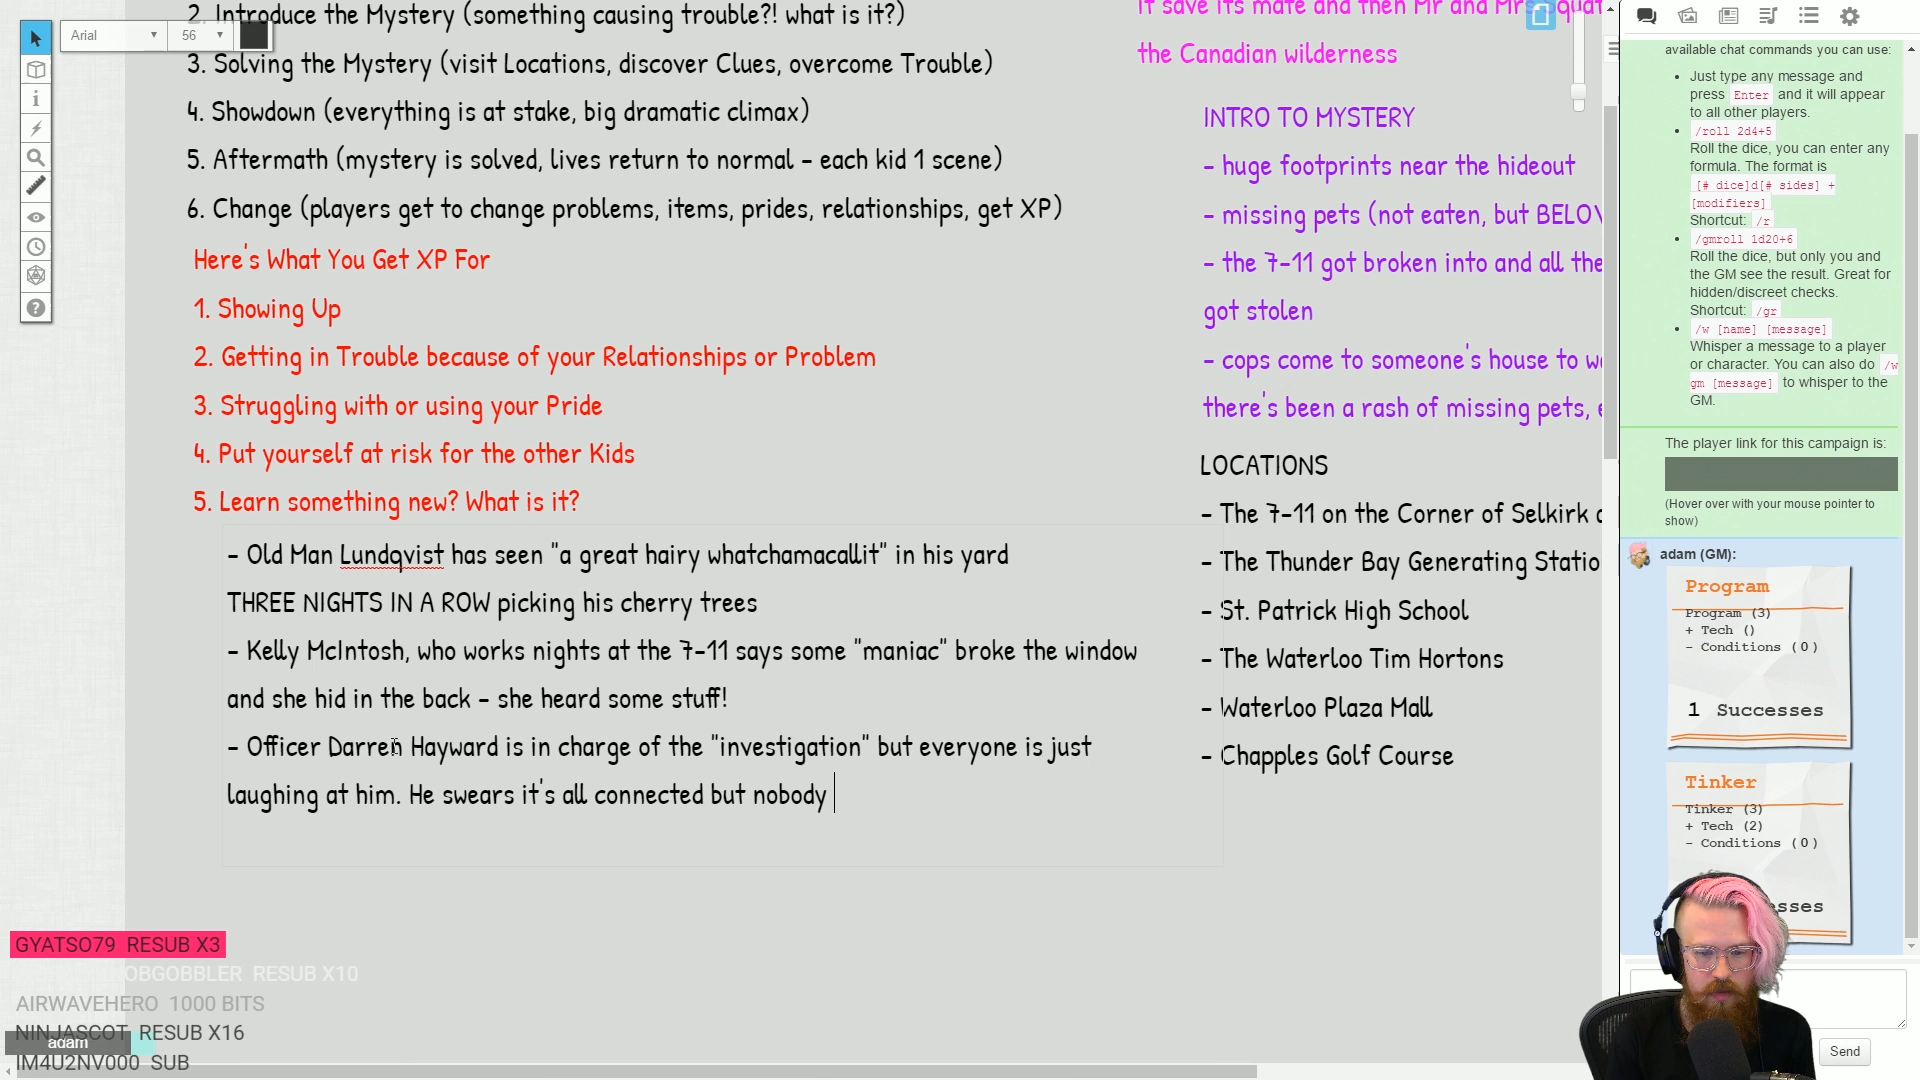 2. Introduce the Mystery (something causing trouble?! what is it?)
3. Solving the Mystery (visit Locations, discover Clues, overcome Trouble)
4. Showdown (everything is at stake, big dramatic climax)
5. Aftermath (mystery is solved, lives return to normal - each kid 1 scene)
6. Change (players get to change problems, items, prides, relationships, get XP)
Here's What You Get XP For
1. Showing Up
2. Getting in Trouble because of your Relationships or Problem
3. Struggling with or using your Pride
4. Put yourself at risk for the other Kids
5. Learn something new? What is it?
- Old Man Lundqvist has seen "a great hairy whatchamacallit" in his yard
THREE NIGHTS IN A ROW picking his cherry trees
- Kelly McIntosh, who works nights at the 7-11 says some "maniac" broke the window
and she hid in the back - she heard some stuff!
- Officer Darren Hayward is in charge of the "investigation" but everyone is just
laughing at him. He swears it's all connected but nobody
it save its mate and then Mr and Mrs
the Canadian wilderness
INTRO TO MYSTERY
- huge footprints near the hideout
- missing pets (not eaten, but
- the 7-11 got broken into and all the
got stolen
- cops come to someone's house to
there's been a rash of missing pets,
LOCATIONS
- The 7-11 on the Corner of Selkirk
- The Thunder Bay Generating Statio
- St. Patrick High School
- The Waterloo Tim Hortons
- Waterloo Plaza Mall
- Chapples Golf Course
Arial
56
available chat commands you can use:
Just type any message and
press Enter and it will appear
to all other players.
/roll 2d4+5
Roll the dice, you can enter any
formula. The format is
[# dice]d[# sides] +
[modifiers]
Shortcut: /r
/gmroll 1d20+6
Roll the dice, but only you and
the GM see the result. Great for
hidden/discreet checks.
Shortcut: /gr
/w [name] [message]
Whisper a message to a player
or character. You can also do /w
gm [message] to whisper to the
GM.
The player link for this campaign is:
(Hover over with your mouse pointer to
show)
adam (GM):
Program
Program (3)
+ Tech ()
- Conditions (0)
1 Successes
Tinker
Tinker (3)
+ Tech (2)
- Conditions (0)
Send
GYATSO79 RESUB X3
OBGOBBLER RESUB X10
AIRWAVEHERO 1000 BITS
NINJASCOT RESUB X16
adam
IM4U2NV000 SUB